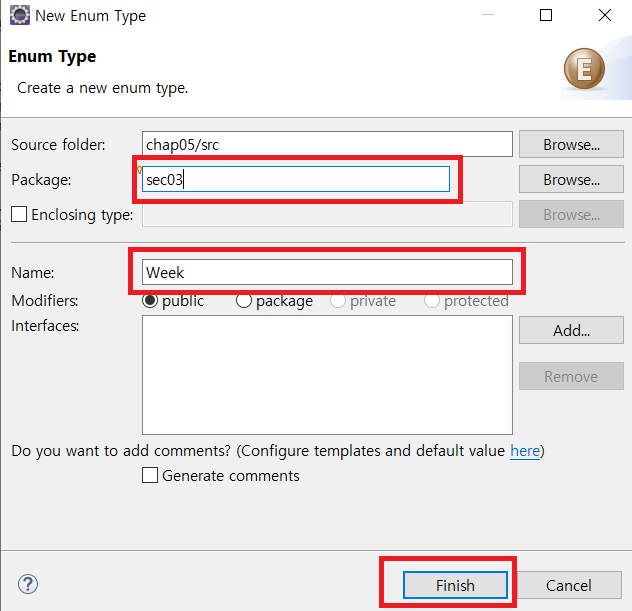 New Enum Type
Enum Type
Create a new enum type.
E
Source folder: chap05/src Browse...
Package: sec03 Browse...
Enclosing type: Browse...
Name: Week
Modifiers: public package private protected
Interfaces: Add...
Remove
Do you want to add comments? (Configure templates and default value here)
Generate comments
? Finish Cancel